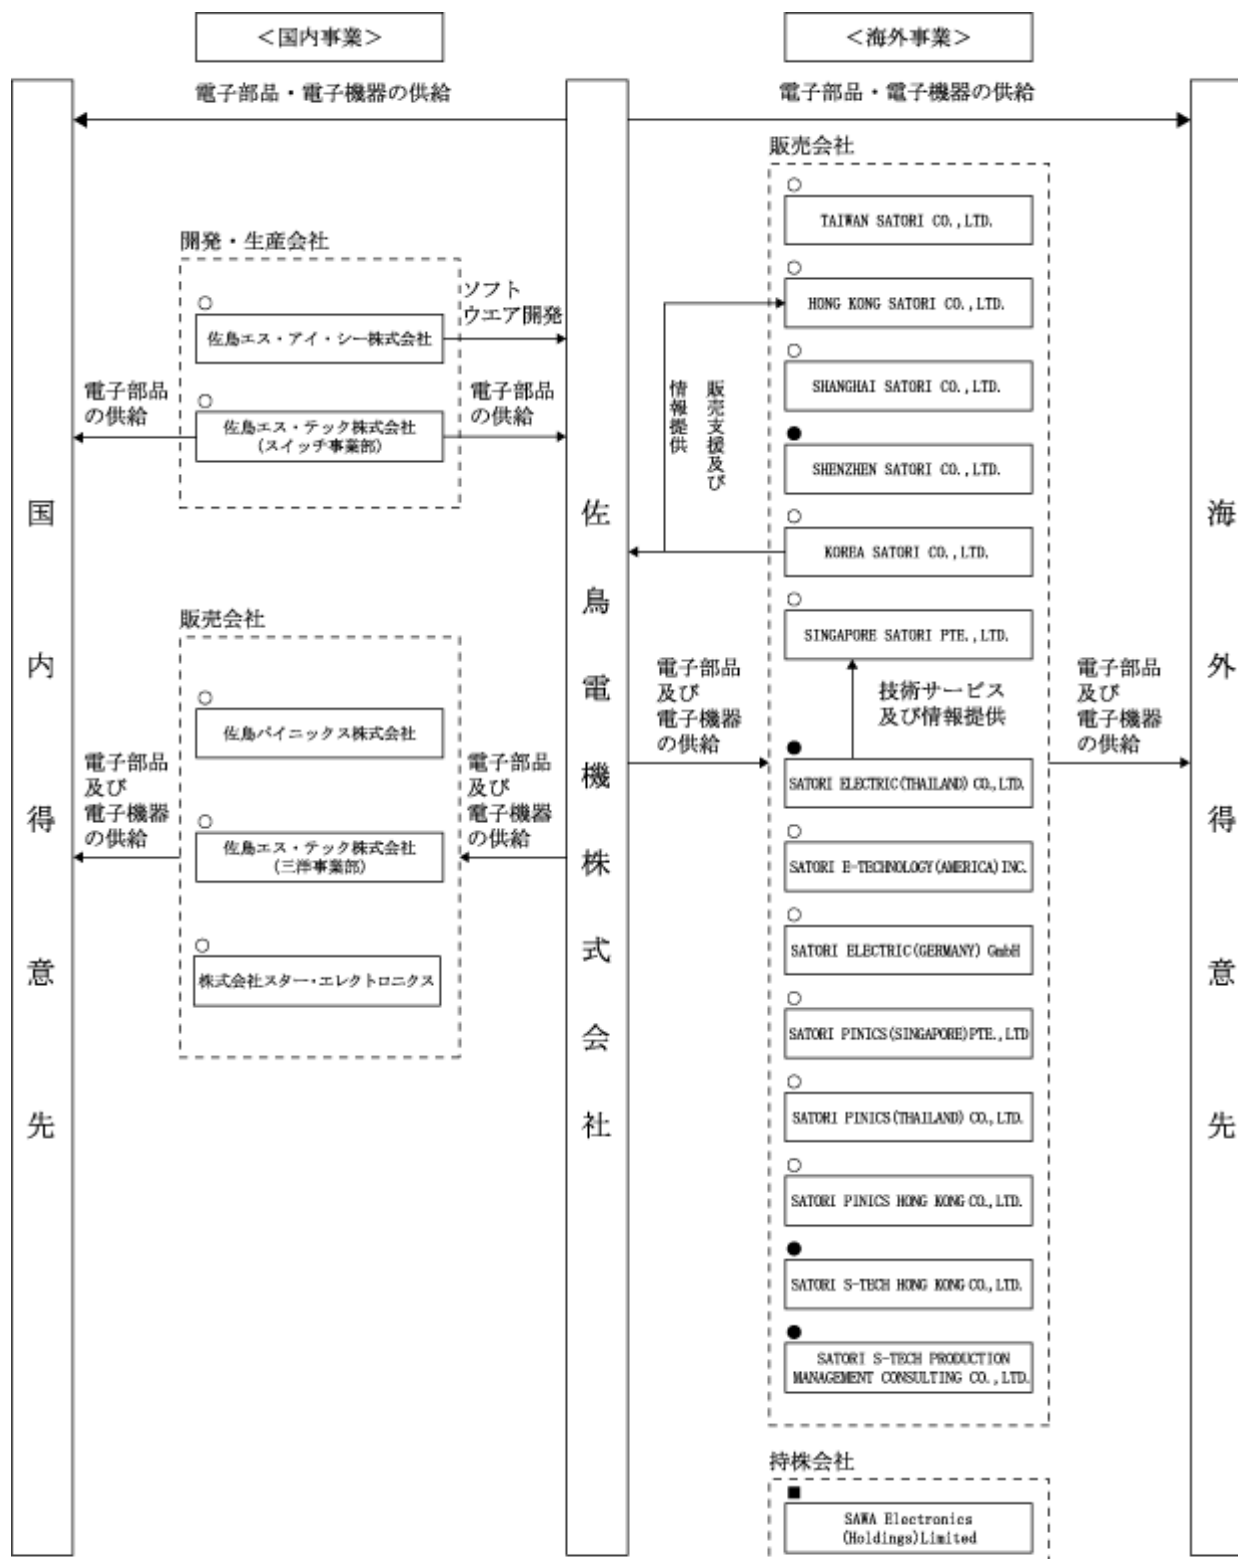 ＜国内事業＞
＜海外事業＞
電子部品・電子機器の供給
電子部品・電子機器の供給
国内得意先
開発・生産会社
○
佐鳥エス・アイ・シー株式会社
ソフト
ウエア開発
○
佐鳥エス・テック株式会社
(スイッチ事業部)
電子部品
の供給
電子部品
の供給
販売会社
○
佐鳥パイニックス株式会社
○
佐鳥エス・テック株式会社
(三洋事業部)
○
株式会社スター・エレクトロニクス
電子部品
及び
電子機器
の供給
電子部品
及び
電子機器
の供給
佐鳥電機株式会社
販売支援及び
情報提供
電子部品
及び
電子機器
の供給
販売会社
○
TAIWAN SATORI CO.,LTD.
○
HONG KONG SATORI CO.,LTD.
○
SHANGHAI SATORI CO.,LTD.
●
SHENZHEN SATORI CO.,LTD.
○
KOREA SATORI CO.,LTD.
○
SINGAPORE SATORI PTE.,LTD.
技術サービス
及び情報提供
●
SATORI ELECTRIC(THAILAND) CO.,LTD.
○
SATORI E-TECHNOLOGY(AMERICA)INC.
○
SATORI ELECTRIC(GERMANY) GmbH
○
SATORI PINICS(SINGAPORE)PTE.,LTD
○
SATORI PINICS(THAILAND) CO.,LTD.
○
SATORI PINICS HONG KONG CO.,LTD.
●
SATORI S-TECH HONG KONG CO.,LTD.
●
SATORI S-TECH PRODUCTION
MANAGEMENT CONSULTING CO.,LTD.
持株会社
■
SAWA Electronics
(Holdings)Limited
電子部品
及び
電子機器
の供給
海外得意先